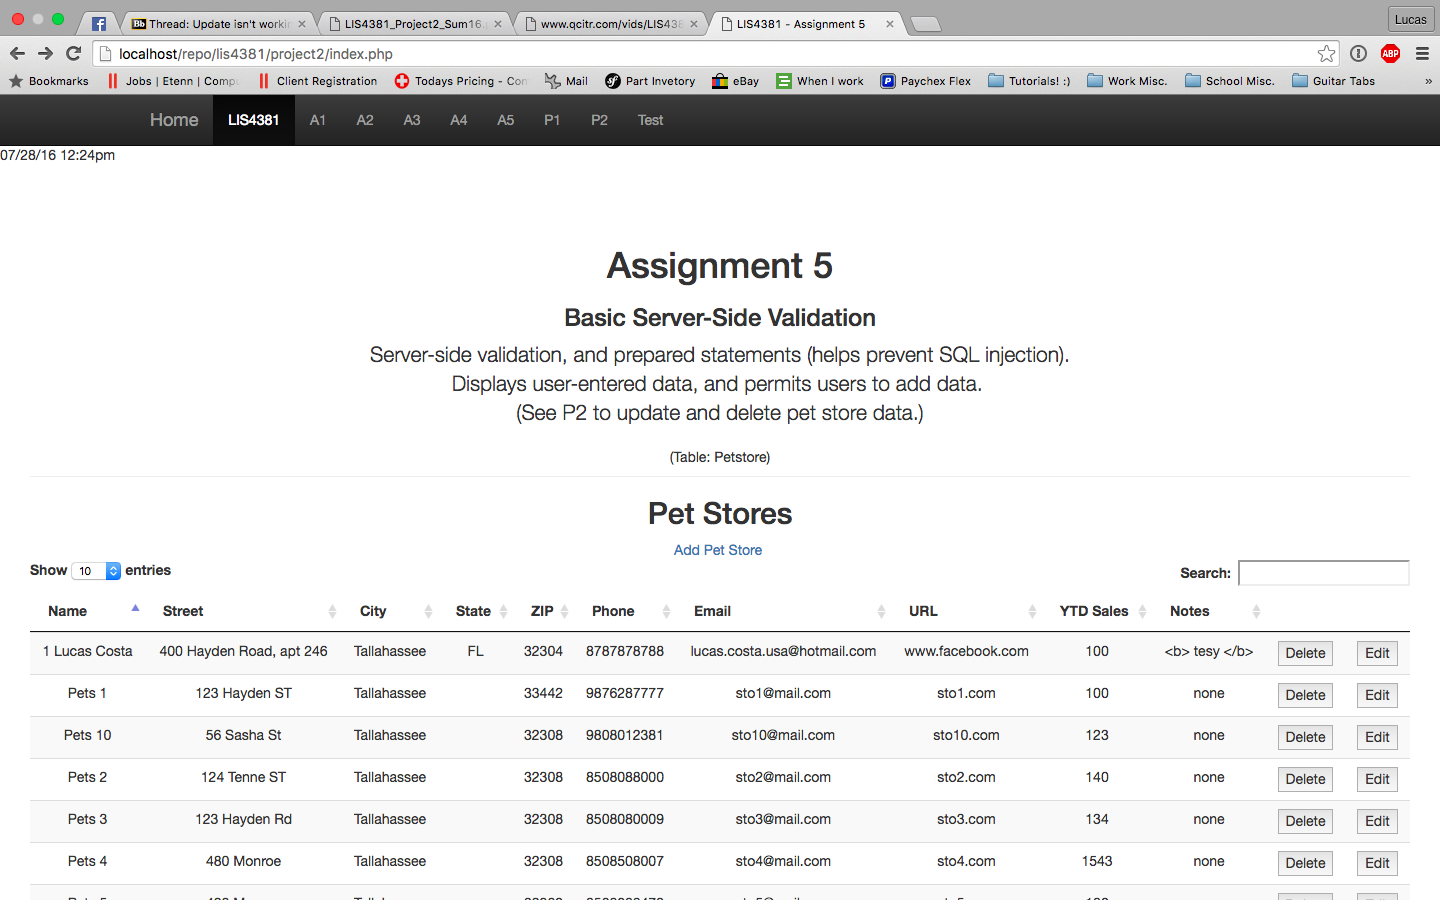 Lucas
Thread: Update isn't workin
LIS4381_Project2_Sum16.
www.qcitr.com/vids/LIS438
LIS4381 - Assignment 5
localhost/repo/lis4381/project2/index.php
ABP
Bookmarks Jobs | Etenn | Compu Client Registration Todays Pricing - Con Mail Part Invetory eBay When I work Paychex Flex Tutorials! :) Work Misc. School Misc. Guitar Tabs »
Home LIS4381 A1 A2 A3 A4 A5 P1 P2 Test
07/28/16 12:24pm
Assignment 5
Basic Server-Side Validation
Server-side validation, and prepared statements (helps prevent SQL injection).
Displays user-entered data, and permits users to add data.
(See P2 to update and delete pet store data.)
(Table: Petstore)
Pet Stores
Add Pet Store
Show 10 entries
Search:
Name Street City State ZIP Phone Email URL YTD Sales Notes
1 Lucas Costa 400 Hayden Road, apt 246 Tallahassee FL 32304 8787878788 lucas.costa.usa@hotmail.com www.facebook.com 100 <b> tesy </b> Delete Edit
Pets 1 123 Hayden ST Tallahassee 33442 9876287777 sto1@mail.com sto1.com 100 none Delete Edit
Pets 10 56 Sasha St Tallahassee 32308 9808012381 sto10@mail.com sto10.com 123 none Delete Edit
Pets 2 124 Tenne ST Tallahassee 32308 8508088000 sto2@mail.com sto2.com 140 none Delete Edit
Pets 3 123 Hayden Rd Tallahassee 32308 8508080009 sto3@mail.com sto3.com 134 none Delete Edit
Pets 4 480 Monroe Tallahassee 32308 8508508007 sto4@mail.com sto4.com 1543 none Delete Edit